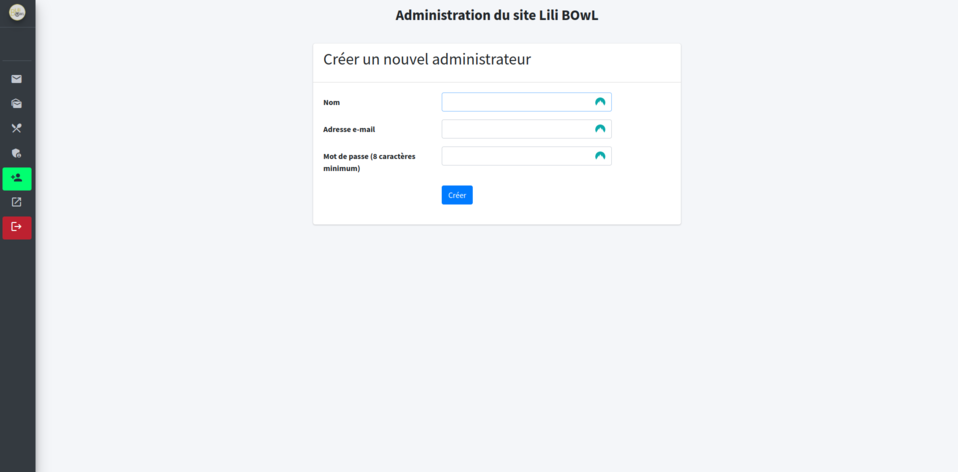 Administration du site Lili BOwL
Créer un nouvel administrateur
Nom
Adresse e-mail
Mot de passe (8 caractères
minimum)
Créer